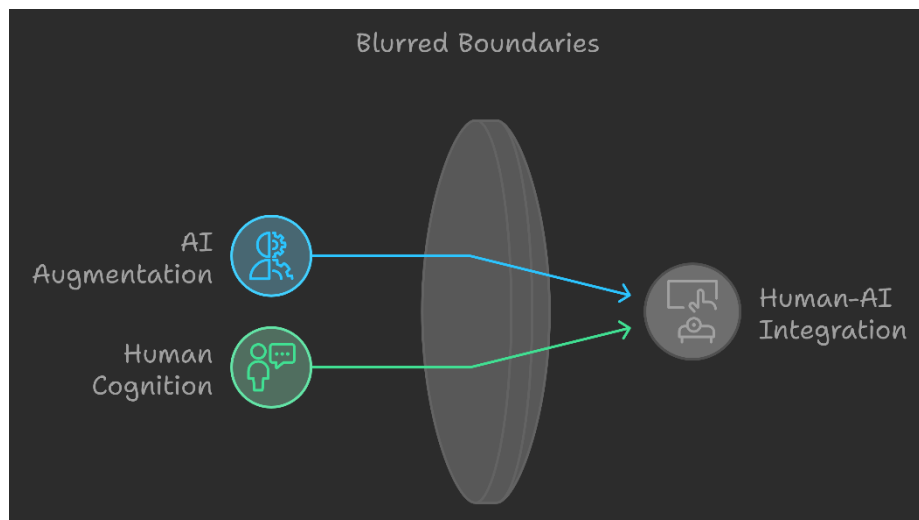 Blurred Boundaries
AI
Augmentation
Human
Cognition
Human-AI
Integration